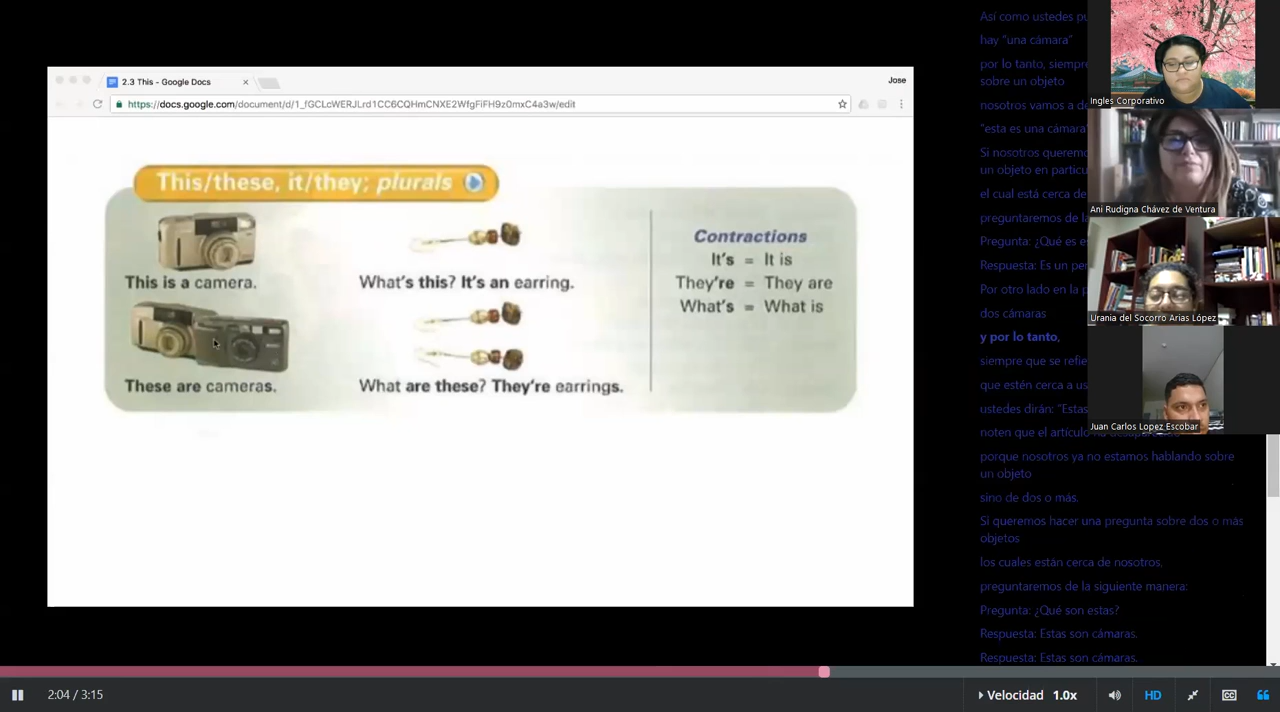 2.3 This - Google Docs
Jose
https://docs.google.com/document/d/1_fGCLcWERJLrd1CC6CQHmCNXE2WfgFiFH9z0mxC4a3w/edit
This/these, it/they; plurals
This is a camera.
What's this? It's an earring.
These are cameras.
What are these? They're earrings.
Contractions
It's = It is
They're = They are
What's = What is
Así como ustedes
hay "una cámara"
por lo tanto, siempre
sobre un objeto
nosotros vamos a
"esta es una cámara
Si nosotros
un objeto en
el cual está cerca de
preguntaremos de la
Pregunta: ¿Qué es
Respuesta: Es un
Por otro lado en la
dos cámaras
y por lo tanto,
siempre que se
que estén cerca a
ustedes dirán: "Estas
noten que el artículo
porque nosotros ya no estamos hablando sobre
un objeto
sino de dos o más.
Si queremos hacer una pregunta sobre dos o más
objetos
los cuales están cerca de nosotros,
preguntaremos de la siguiente manera:
Pregunta: ¿Qué son estas?
Respuesta: Estas son cámaras.
Respuesta: Estas son cámaras.
Ingles Corporativo
Ani Rudigna Chávez de Ventura
Urania del Socorro Arias López
Juan Carlos Lopez Escobar
2:04 / 3:15
Velocidad 1.0x
HD
CC